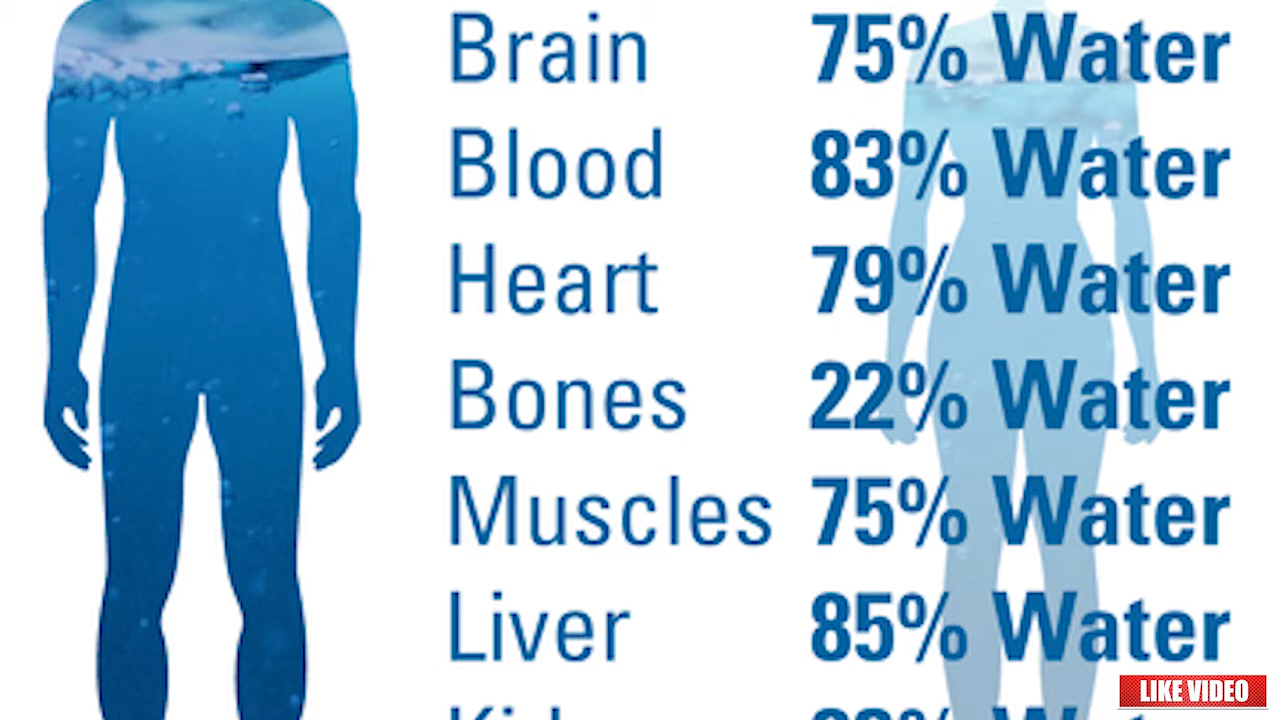 Brain 75% Water
Blood 83% Water
Heart 79% Water
Bones 22% Water
Muscles 75% Water
Liver 85% Water
LIKE VIDEO